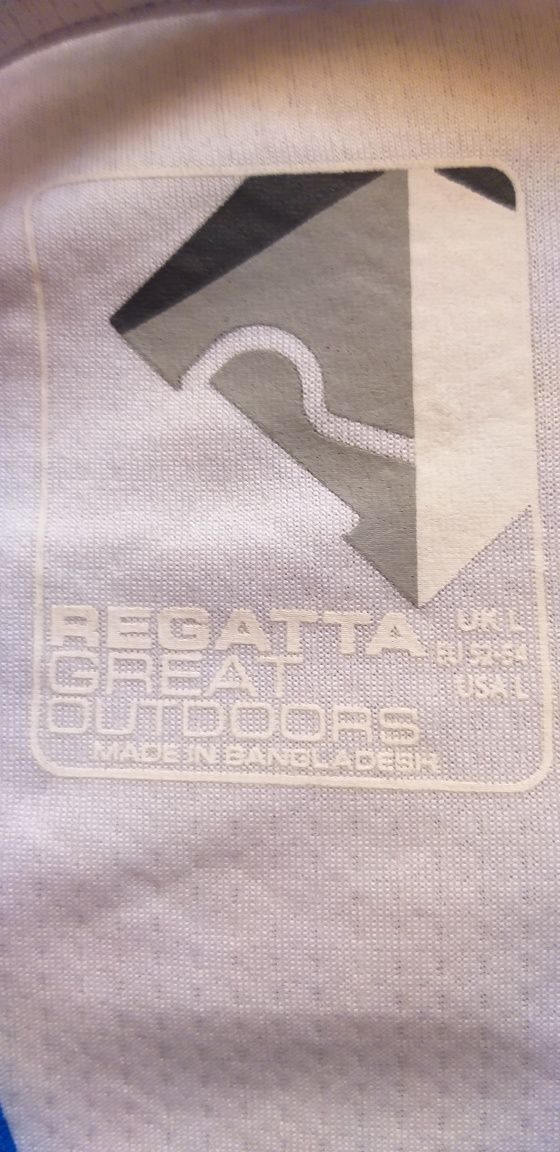 REGATTA
GREAT
OUTDOORS
MADE IN BANGLADESH
UK L
EU 52-54
USA L